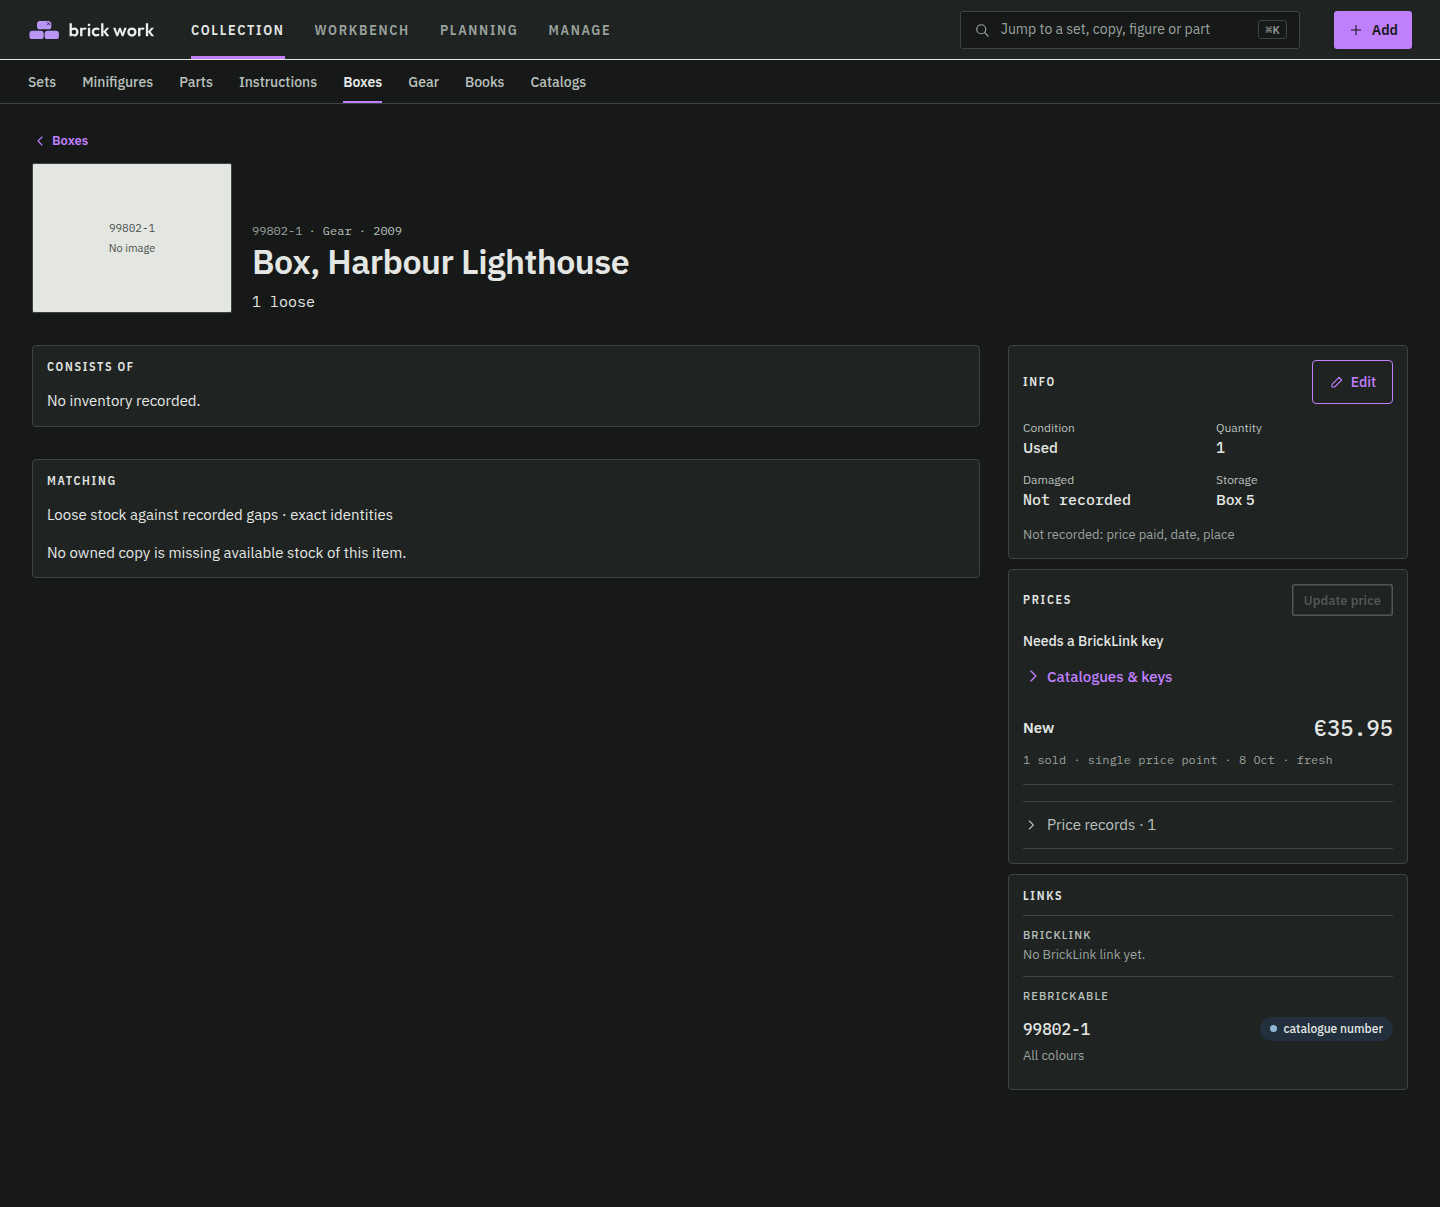 brick work
COLLECTION
WORKBENCH
PLANNING
MANAGE
Jump to a set, copy, figure or part
⌘K
Add
Sets
Minifigures
Parts
Instructions
Boxes
Gear
Books
Catalogs
Boxes
99802-1
No image
99802-1 · Gear · 2009
Box, Harbour Lighthouse
1 loose
CONSISTS OF
No inventory recorded.
MATCHING
Loose stock against recorded gaps · exact identities
No owned copy is missing available stock of this item.
INFO
Edit
Condition
Used
Quantity
1
Damaged
Not recorded
Storage
Box 5
Not recorded: price paid, date, place
PRICES
Update price
Needs a BrickLink key
Catalogues & keys
New
€35.95
1 sold · single price point · 8 Oct · fresh
Price records · 1
LINKS
BRICKLINK
No BrickLink link yet.
REBRICKABLE
99802-1
catalogue number
All colours